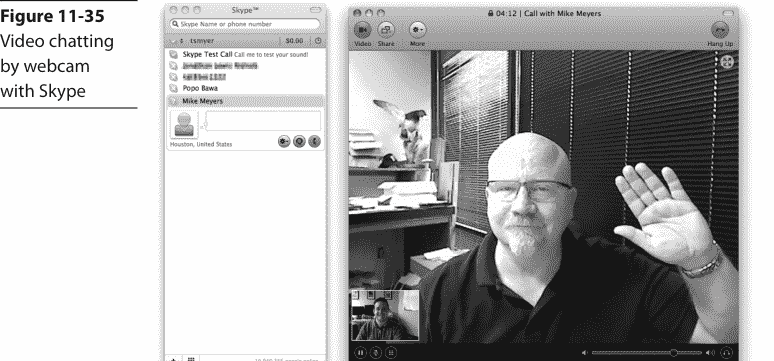 Figure 11-35
Video chatting
by webcam
with Skype
Skype™
Skype Name or phone number
tsmyer
$0.00
Skype Test Call Call me to test your sound!
Popo Bawa
Mike Meyers
Houston, United States
04:12 | Call with Mike Meyers
Video
Share
More
Hang Up